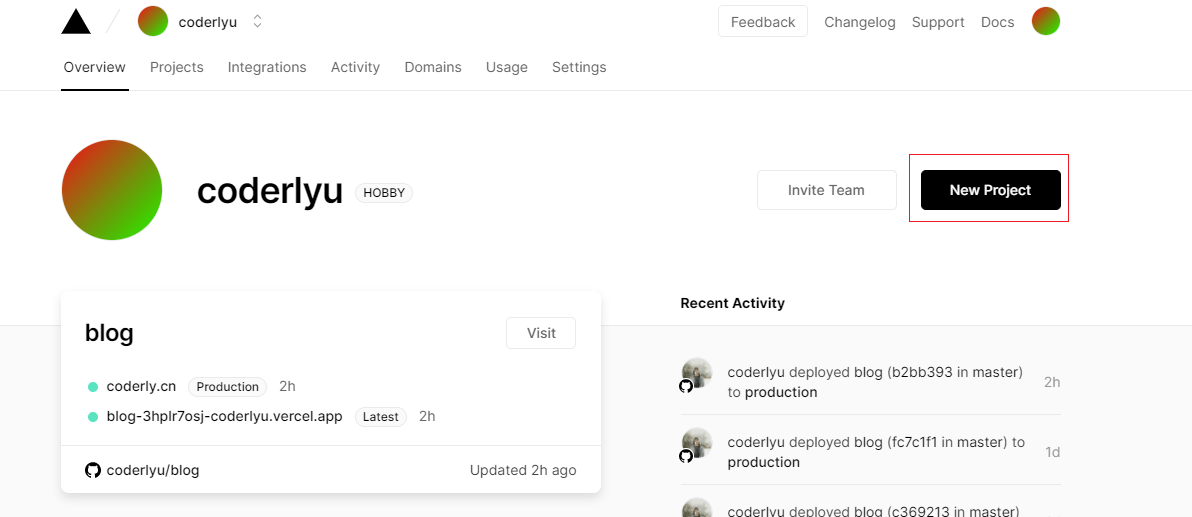 coderlyu
Feedback Changelog Support Docs
Overview Projects Integrations Activity Domains Usage Settings
coderlyu HOBBY
Invite Team
New Project
blog
Visit
coderly.cn Production 2h
blog-3hplr7osj-coderlyu.vercel.app Latest 2h
coderlyu/blog Updated 2h ago
Recent Activity
coderlyu deployed blog (b2bb393 in master)
to production
2h
coderlyu deployed blog (fc7c1f1 in master) to
production
1d
coderlyu deployed blog (c369213 in master)